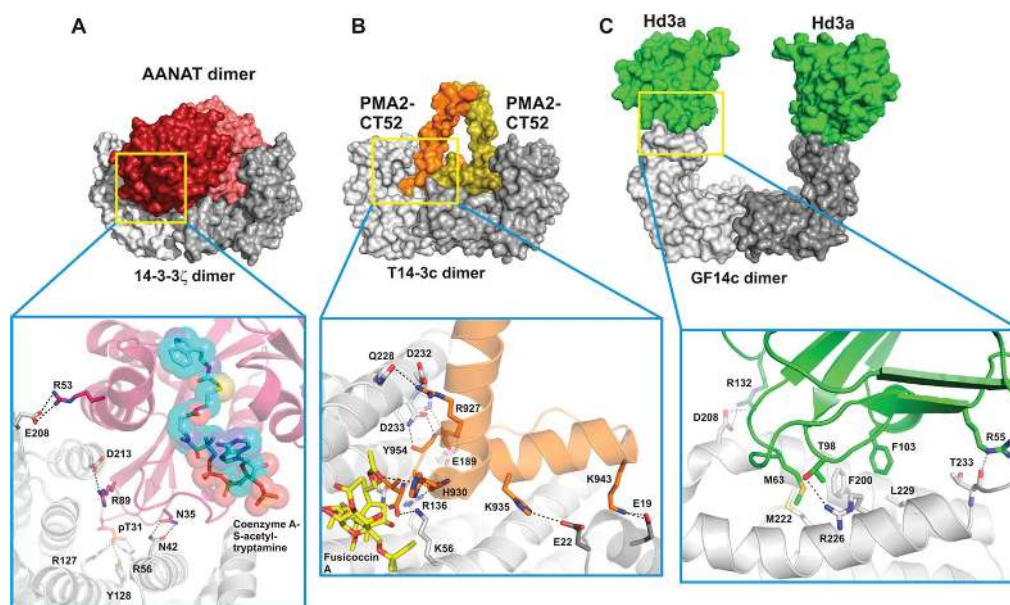 A
AANAT dimer
14-3-3ζ dimer
R53
E208
D213
R89
pT31
N35
N42
R127
R56
Y128
Coenzyme A-
S-acetyl-
tryptamine
B
PMA2-
CT52
PMA2-
CT52
T14-3c dimer
Q228
D232
R927
D233
Y954
E189
H930
R136
K935
K943
E19
E22
K56
Fusicoccin
A
C
Hd3a
Hd3a
GF14c dimer
R132
D208
T98
F103
R55
M63
F200
T233
L229
M222
R226